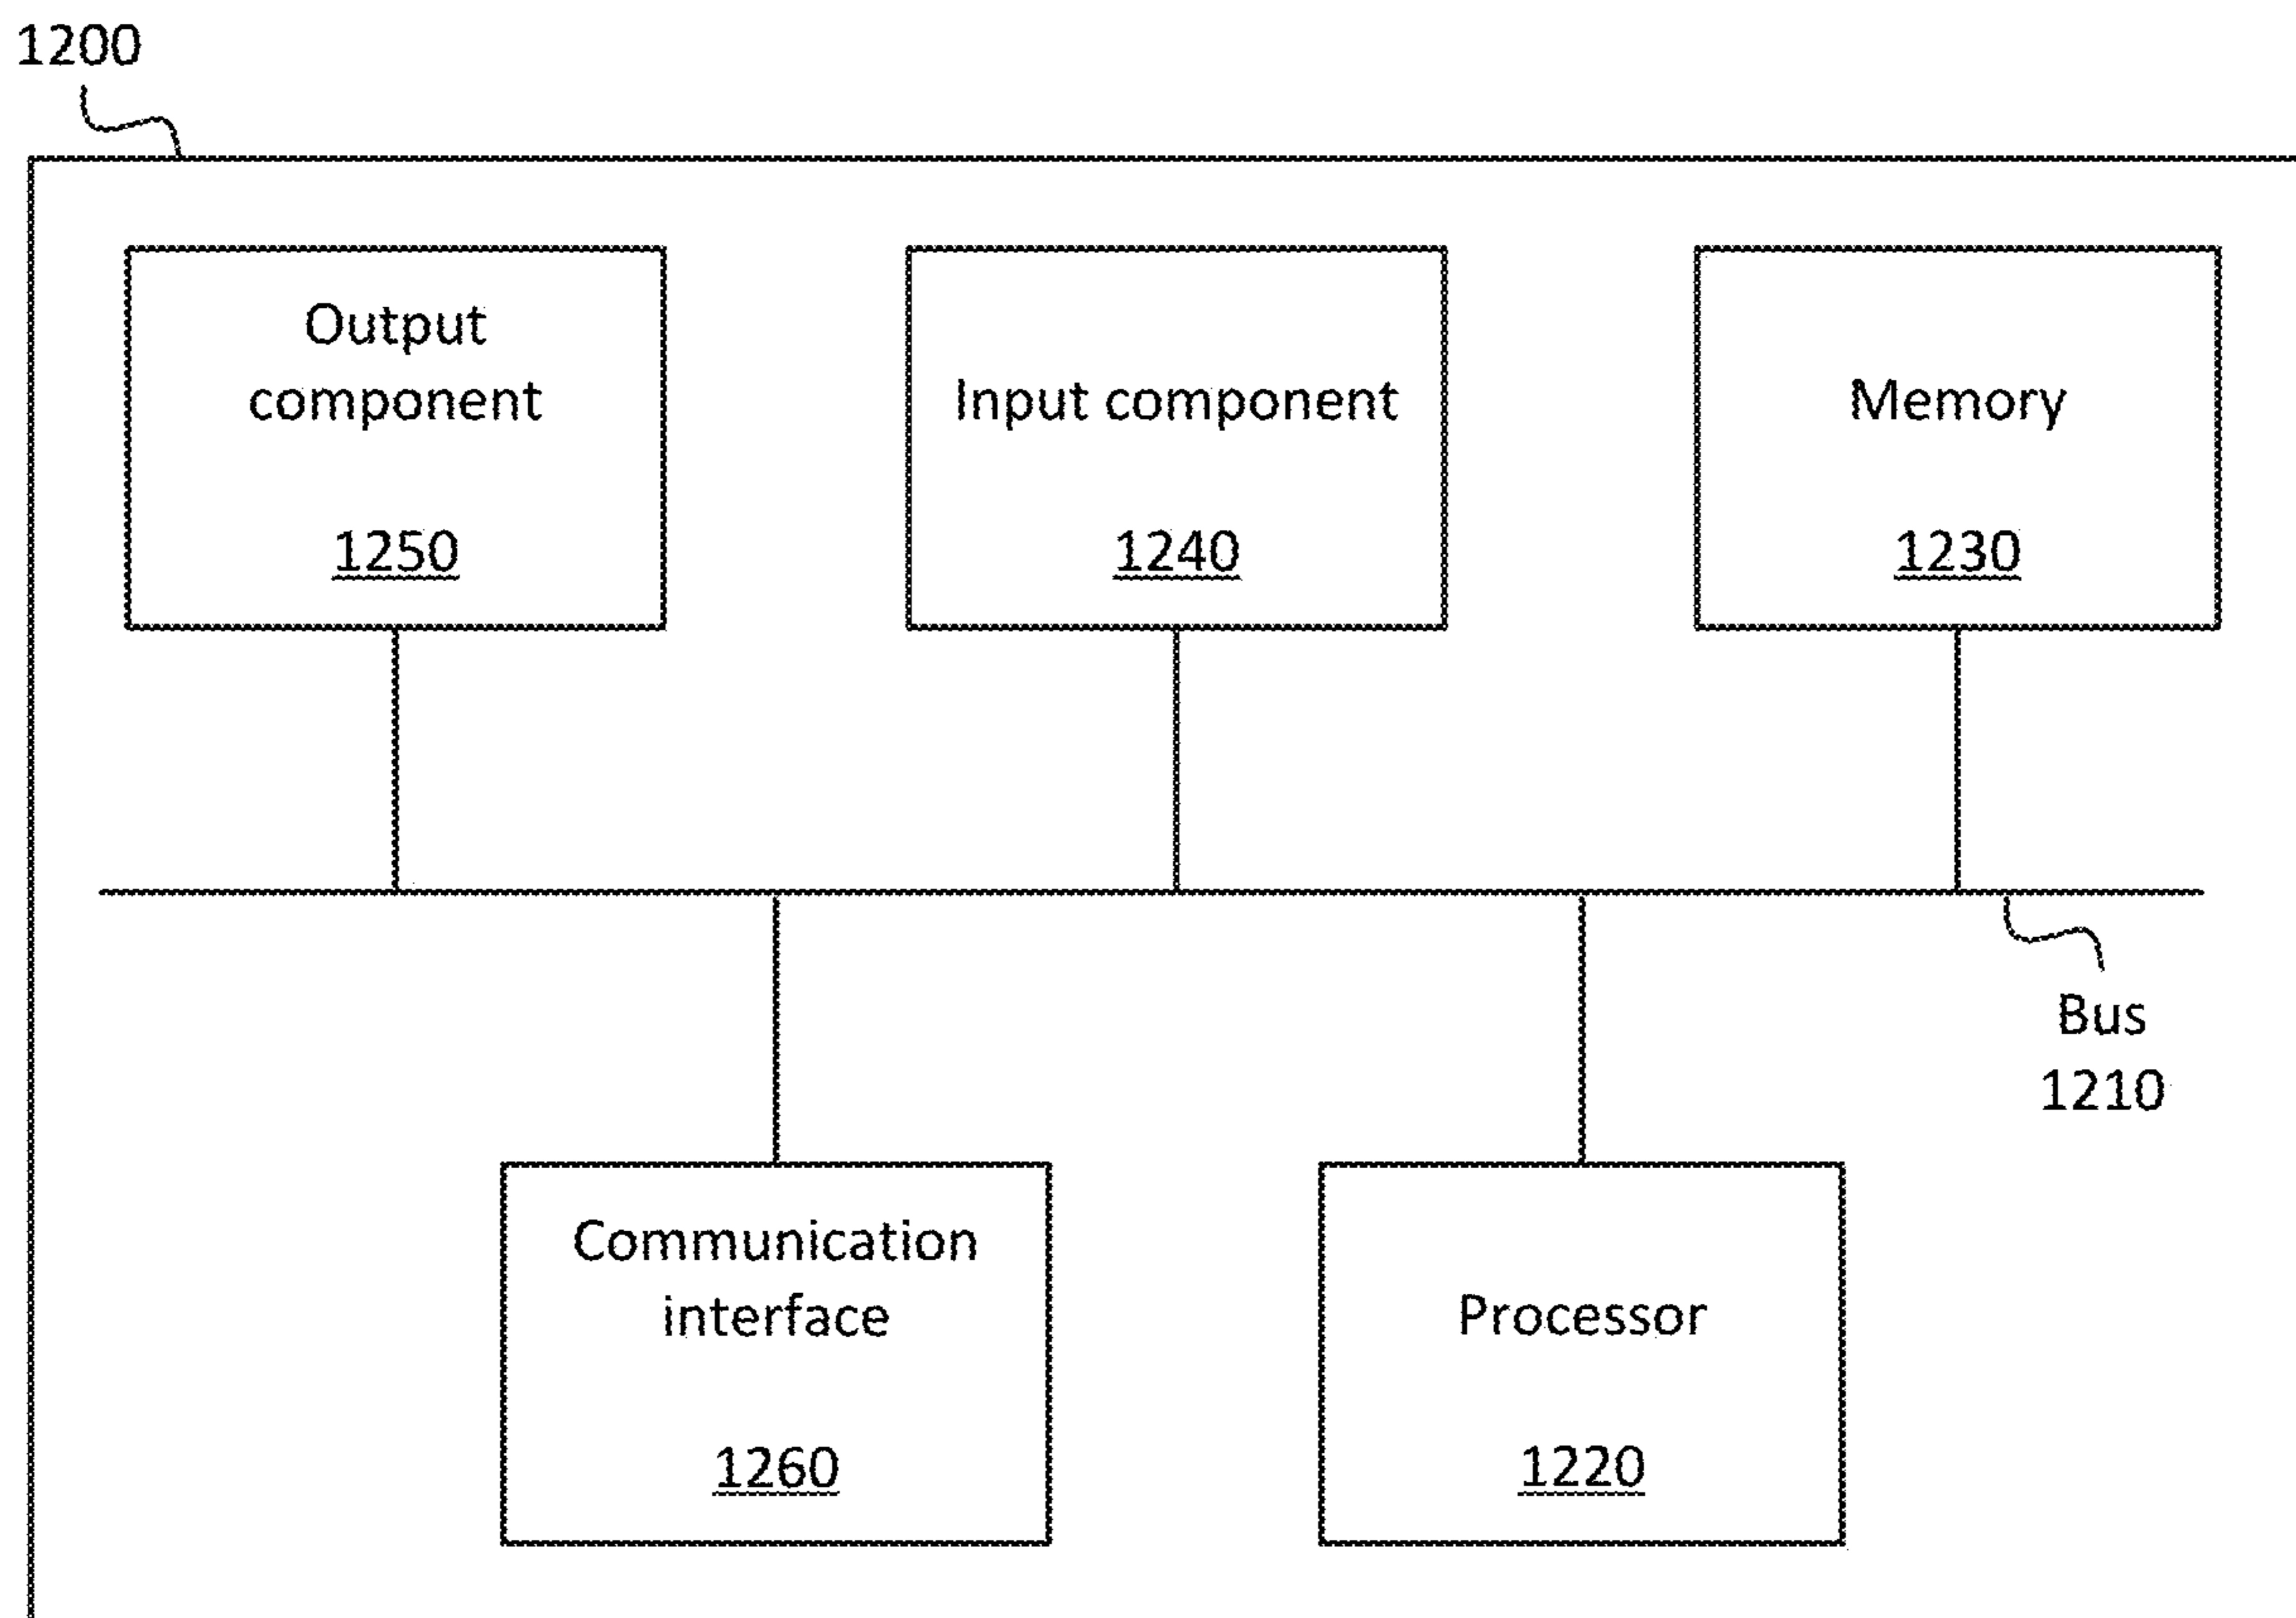 1200
Output
component
1250
Input component
1240
Memory
1230
Bus
1210
Communication
interface
1260
Processor
1220